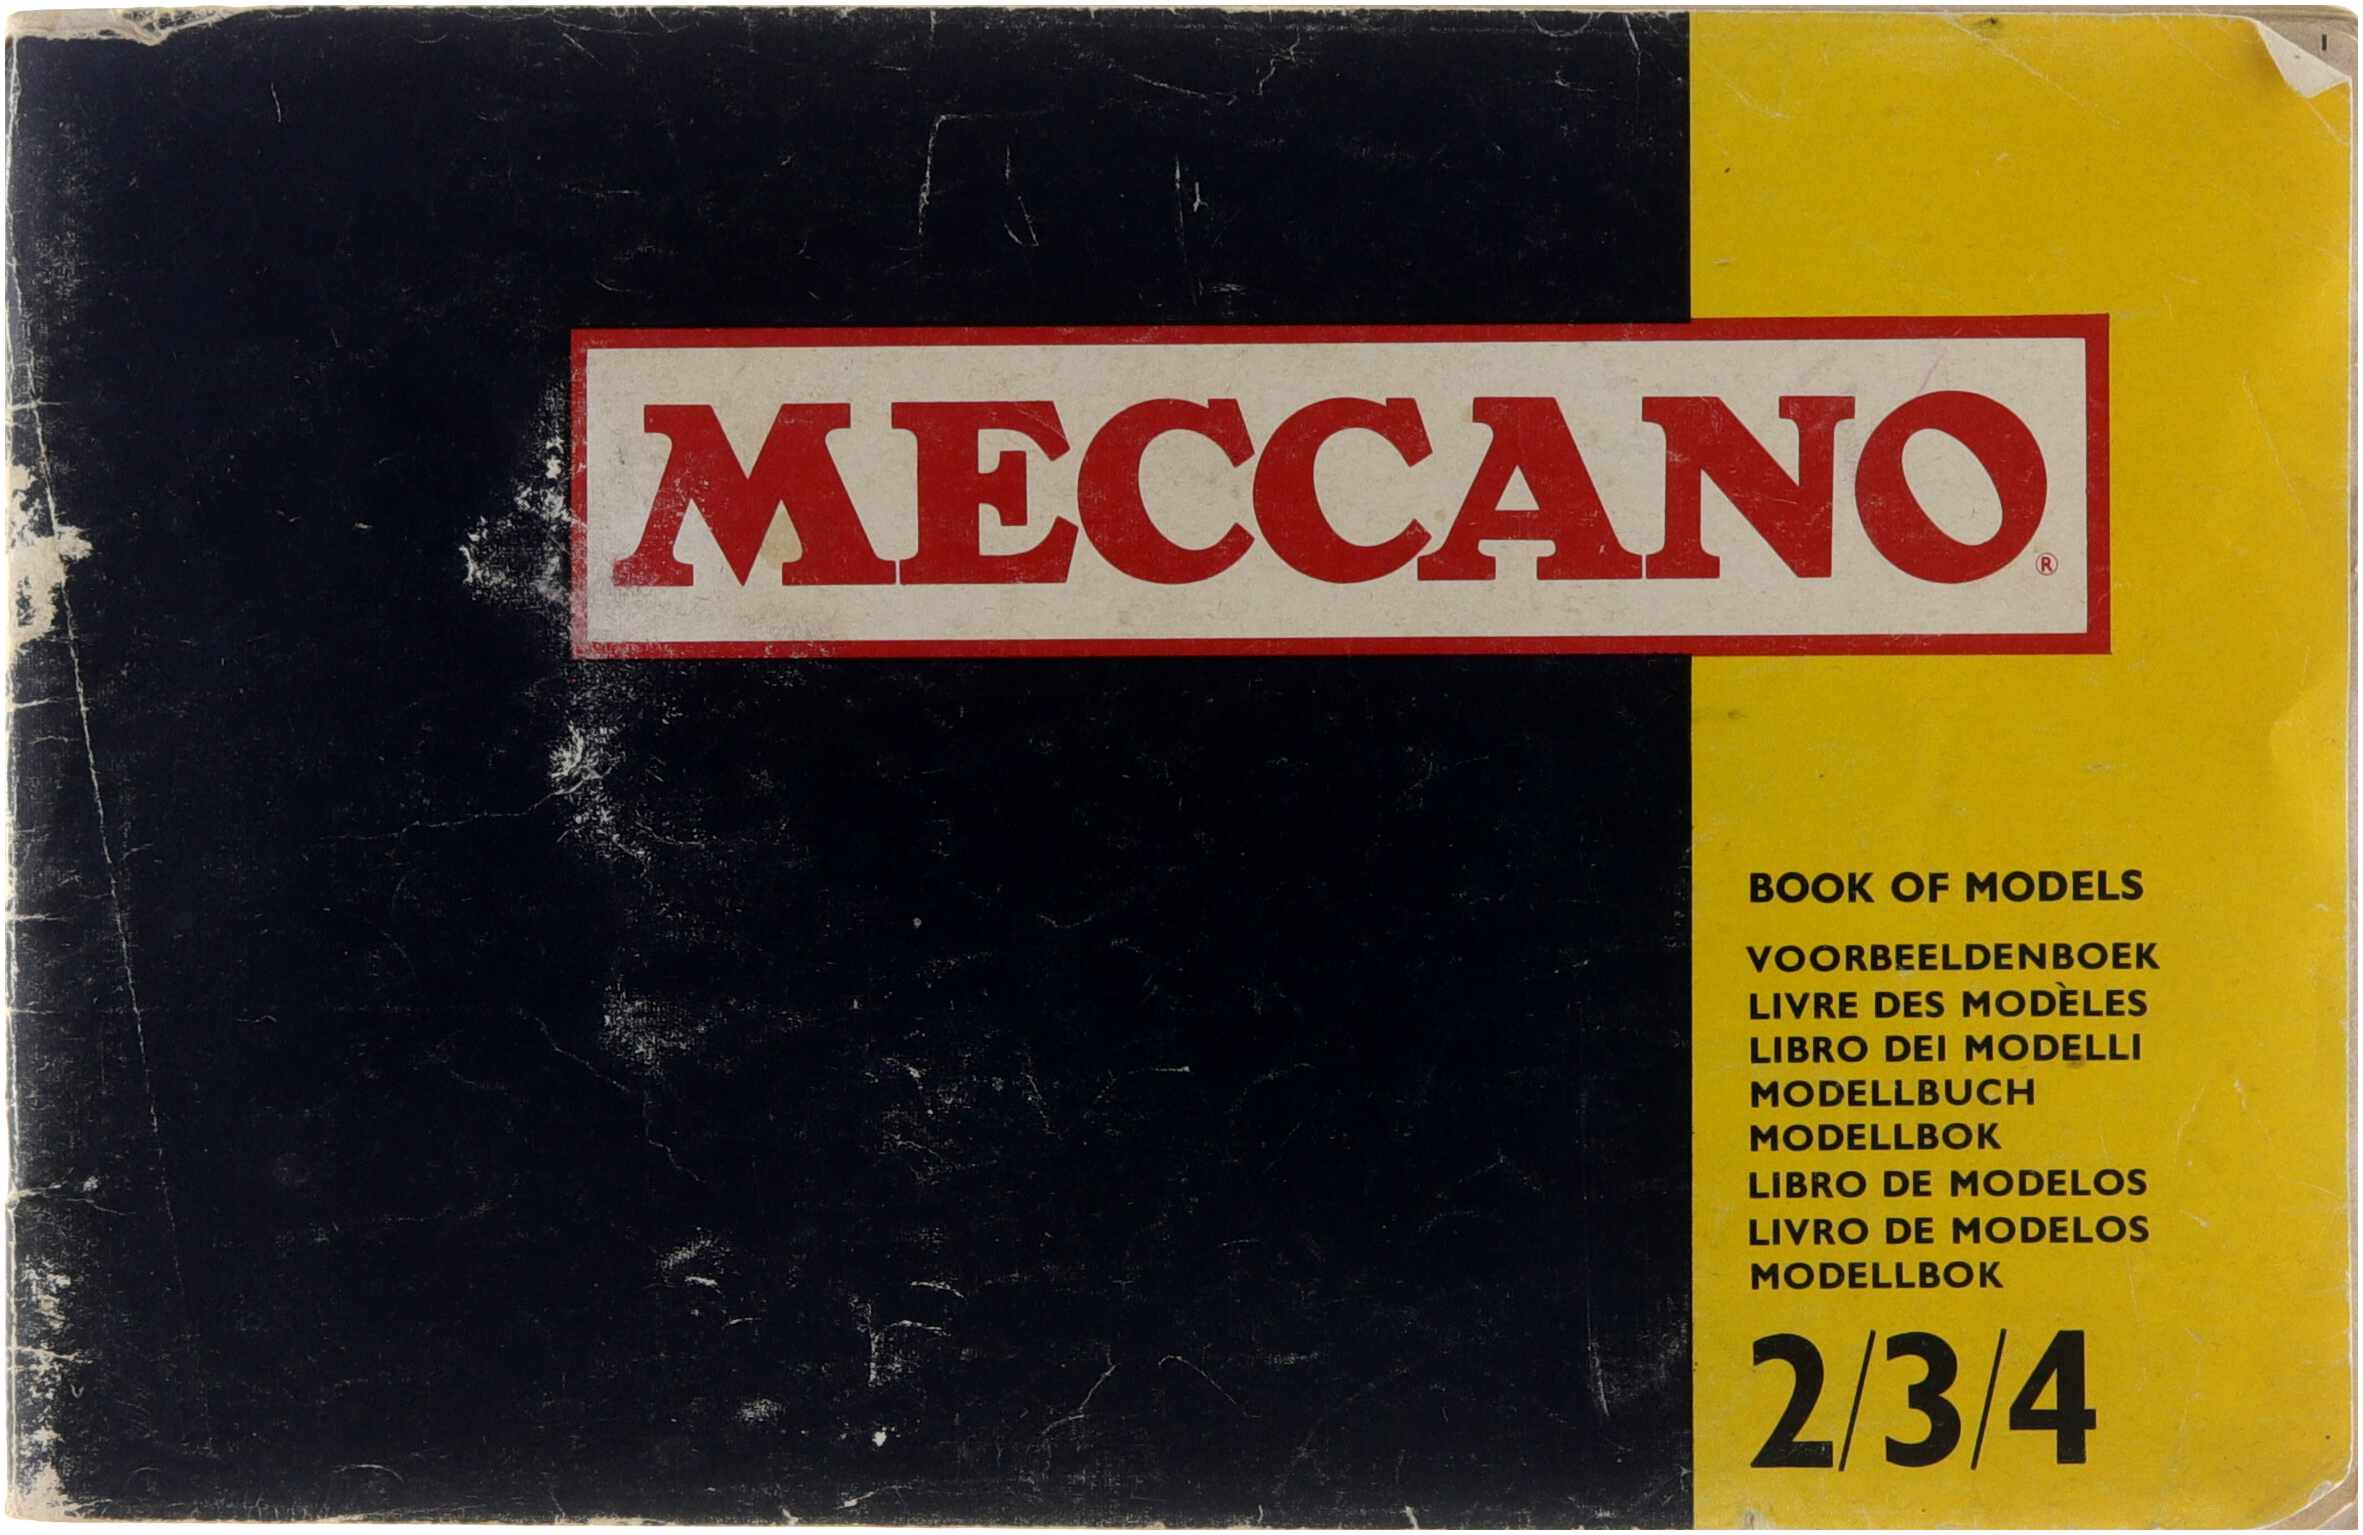 MECCANO®
BOOK OF MODELS
VOORBEELDENBOEK
LIVRE DES MODÈLES
LIBRO DEI MODELLI
MODELLBUCH
MODELLBOK
LIBRO DE MODELOS
LIVRO DE MODELOS
MODELLBOK
2/3/4